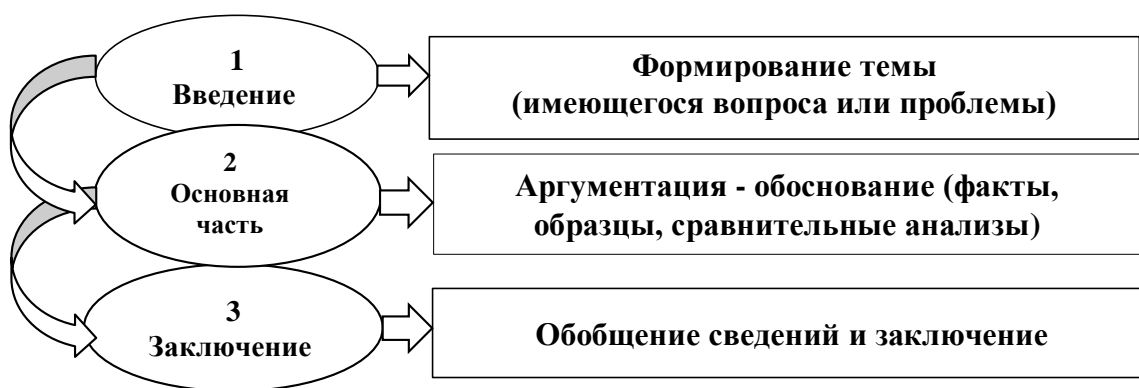 1
Введение
Формирование темы
(имеющегося вопроса или проблемы)
2
Основная
часть
Аргументация - обоснование (факты,
образцы, сравнительные анализы)
3
Заключение
Обобщение сведений и заключение